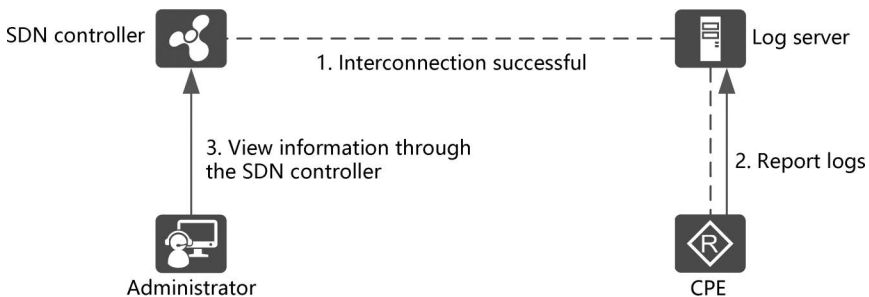 SDN controller
Log server
1. Interconnection successful
3. View information through
the SDN controller
2. Report logs
R
Administrator
CPE